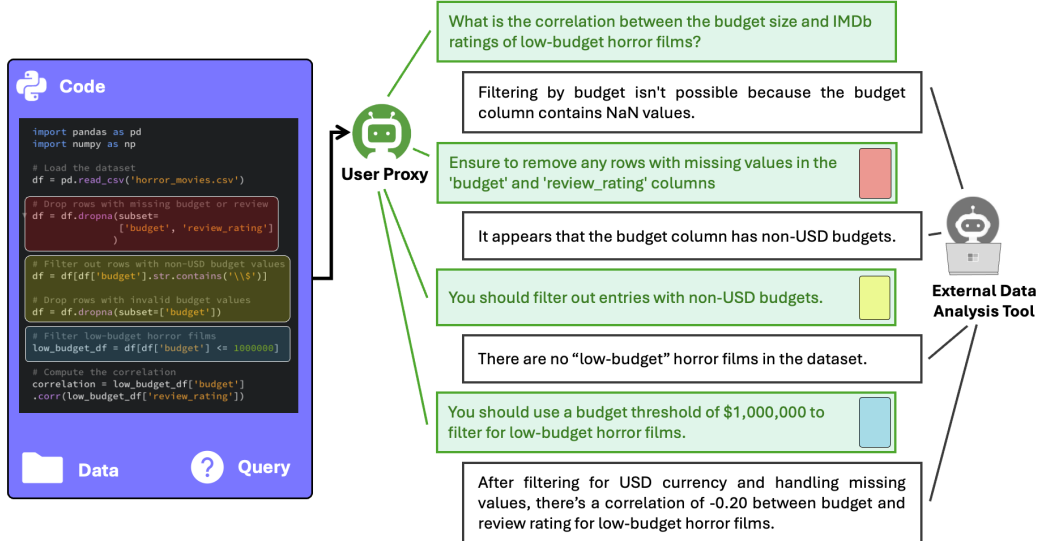 Code
import pandas as pd
import numpy as np
# Load the dataset
df = pd.read_csv('horror_movies.csv')
# Drop rows with missing budget or review
df = df.dropna(subset=
['budget', 'review_rating']
)
# Filter out rows with non-USD budget values
df = df[df['budget'].str.contains('\\$')]
# Drop rows with invalid budget values
df = df.dropna(subset=['budget'])
# Filter low-budget horror films
low_budget_df = df[df['budget'] <= 1000000]
# Compute the correlation
correlation = low_budget_df['budget']
.corr(low_budget_df['review_rating'])
Data
? Query
User Proxy
What is the correlation between the budget size and IMDb
ratings of low-budget horror films?
Filtering by budget isn't possible because the budget
column contains NaN values.
Ensure to remove any rows with missing values in the
'budget' and 'review_rating' columns
It appears that the budget column has non-USD budgets.
You should filter out entries with non-USD budgets.
There are no “low-budget” horror films in the dataset.
You should use a budget threshold of $1,000,000 to
filter for low-budget horror films.
After filtering for USD currency and handling missing
values, there’s a correlation of -0.20 between budget and
review rating for low-budget horror films.
External Data
Analysis Tool